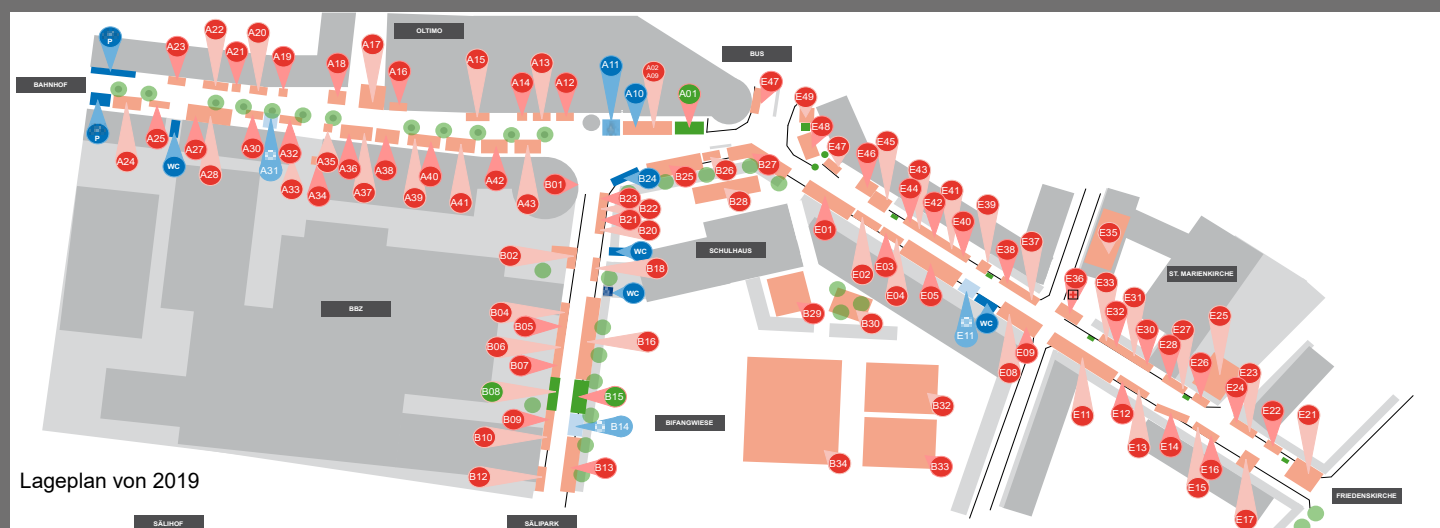 OLTIMO
BUS
BAHNHOF
P
A23
A22
A21
A20
A19
A18
A17
A16
A15
A14
A13
A12
A11
A10
A02
A09
A01
E47
P
A24
A25
WC
A27
A28
A30
A31
A32
A33
A34
A35
A36
A37
A38
A39
A40
A41
A42
A43
B01
B24
B25
B26
B27
B28
B23
B22
B21
B20
WC
B18
WC
B02
B04
B05
B06
B07
B08
B09
B10
B12
B16
B15
B14
B13
BBZ
SCHULHAUS
B29
B30
BIFANGWIESE
B32
B33
B34
E49
E48
E47
E46
E45
E44
E43
E42
E41
E40
E39
E38
E37
E01
E02
E03
E04
E05
E11
WC
E08
E09
E36
E35
ST. MARIENKIRCHE
E33
E32
E31
E30
E28
E27
E26
E25
E24
E23
E22
E21
E11
E12
E13
E14
E15
E16
E17
FRIEDENSKIRCHE
Lageplan von 2019
SÄLIHOF
SÄLIPARK